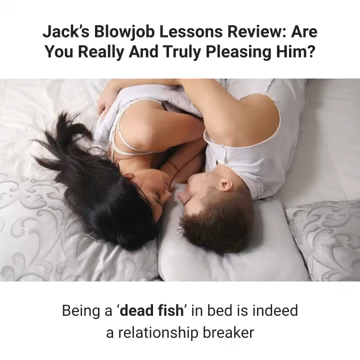 Jack’s Blowjob Lessons Review: Are
You Really And Truly Pleasing Him?
Being a ‘dead fish’ in bed is indeed
a relationship breaker